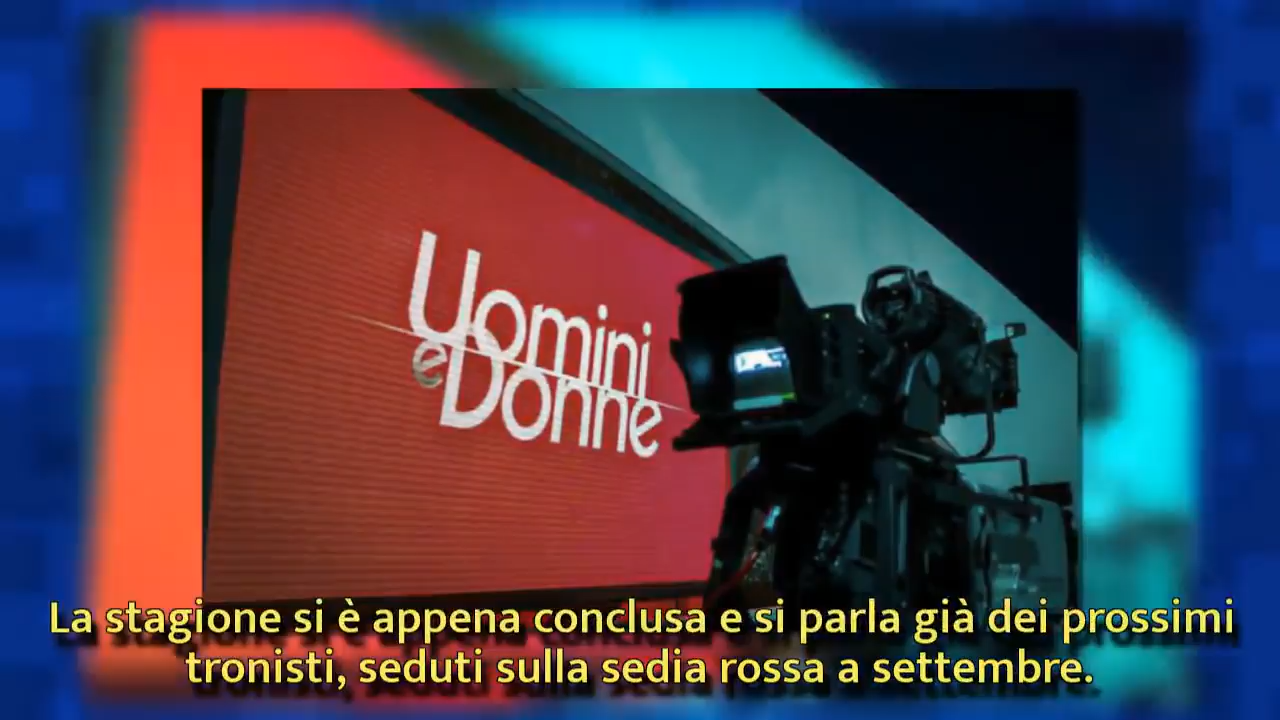 Uomini
e Donne
La stagione si è appena conclusa e si parla già dei prossimi
tronisti, seduti sulla sedia rossa a settembre.